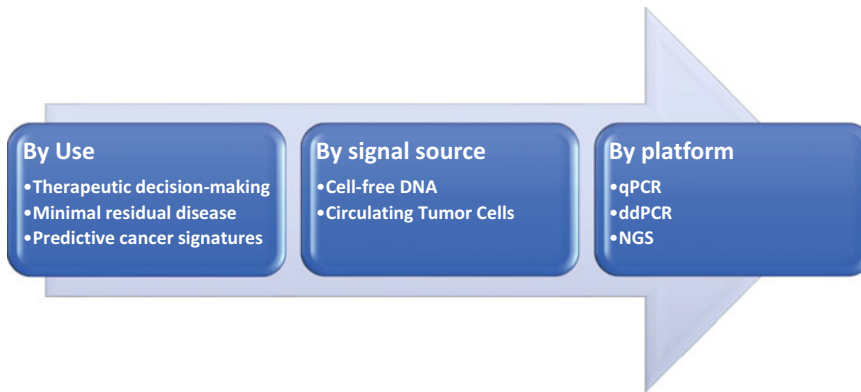 By Use
•Therapeutic decision-making
•Minimal residual disease
•Predictive cancer signatures
By signal source
•Cell-free DNA
•Circulating Tumor Cells
By platform
•qPCR
•ddPCR
•NGS